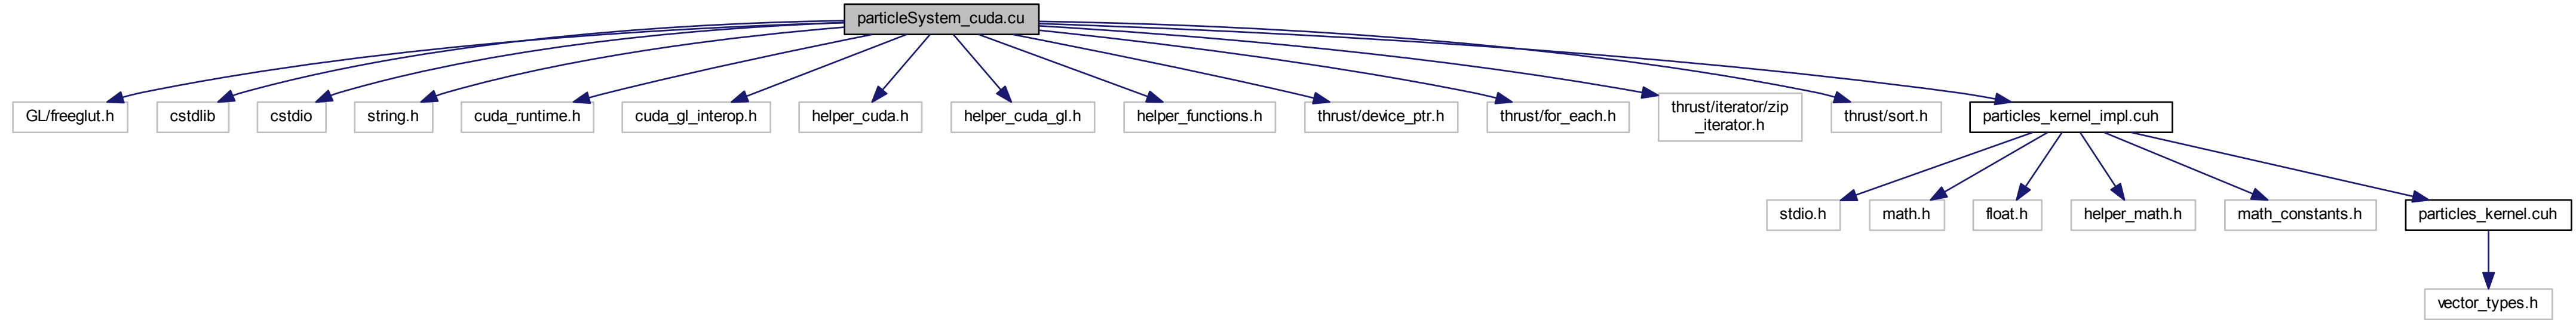 particleSystem_cuda.cu
GL/freeglut.h
cstdlib
cstdio
string.h
cuda_runtime.h
cuda_gl_interop.h
helper_cuda.h
helper_cuda_gl.h
helper_functions.h
thrust/device_ptr.h
thrust/for_each.h
thrust/iterator/zip
_iterator.h
thrust/sort.h
particles_kernel_impl.cuh
stdio.h
math.h
float.h
helper_math.h
math_constants.h
particles_kernel.cuh
vector_types.h